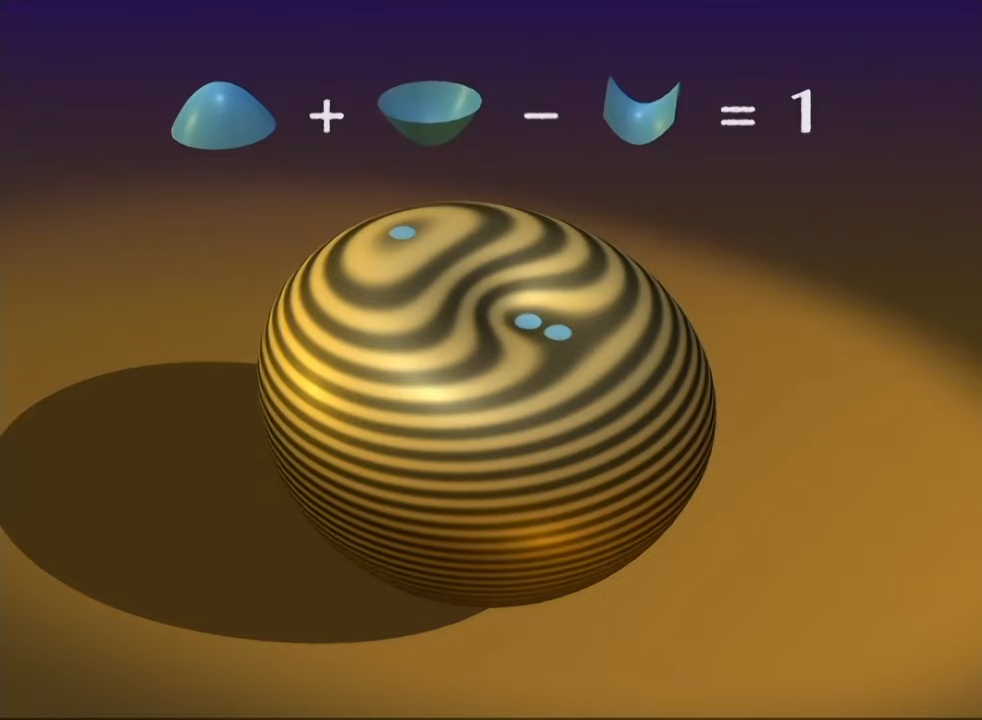 + − = 1